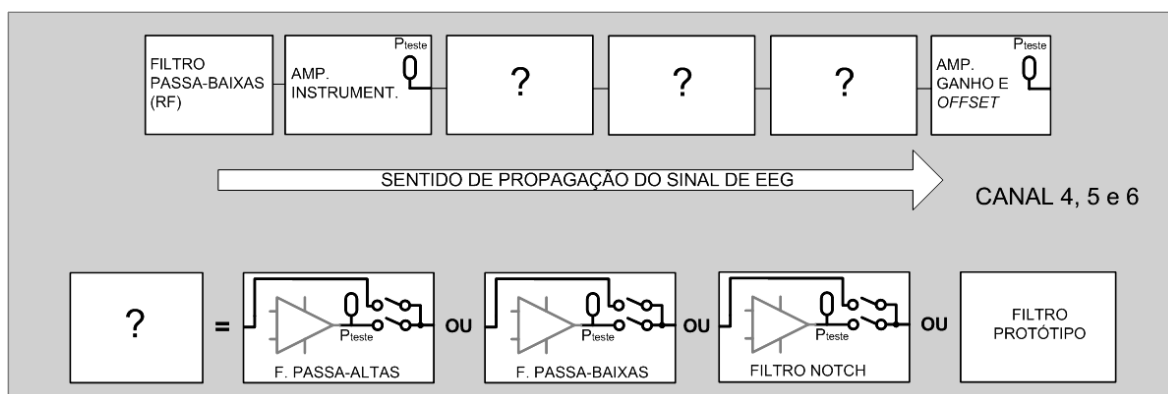 FILTRO
PASSA-BAIXAS
(RF)
AMP.
INSTRUMENT.
Pteste
?
?
?
AMP.
GANHO E
OFFSET
Pteste
SENTIDO DE PROPAGAÇÃO DO SINAL DE EEG
CANAL 4, 5 e 6
?
=
Pteste
F. PASSA-ALTAS
OU
Pteste
F. PASSA-BAIXAS
OU
Pteste
FILTRO NOTCH
OU
FILTRO
PROTÓTIPO